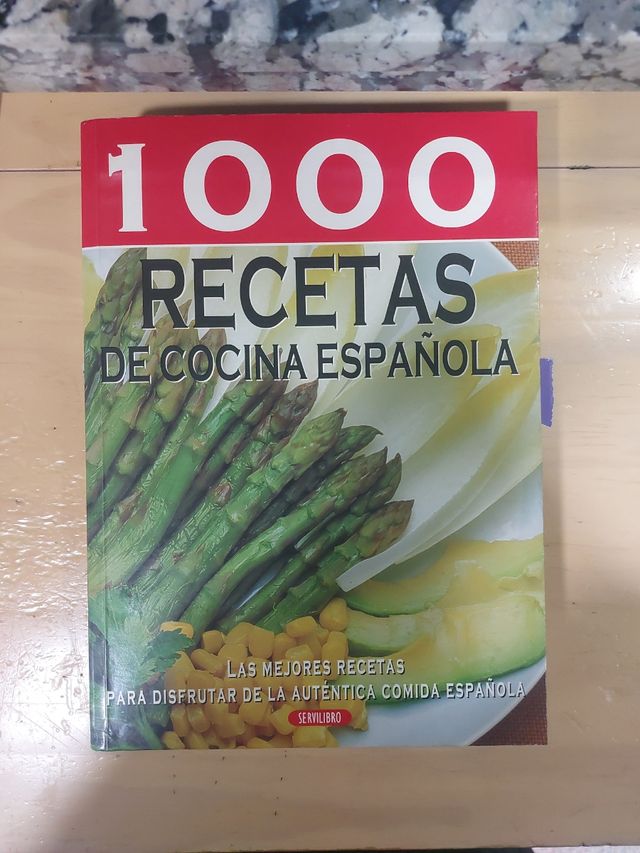 1000
RECETAS
DE COCINA ESPAÑOLA
LAS MEJORES RECETAS
PARA DISFRUTAR DE LA AUTÉNTICA COMIDA ESPAÑOLA
SERVILIBRO